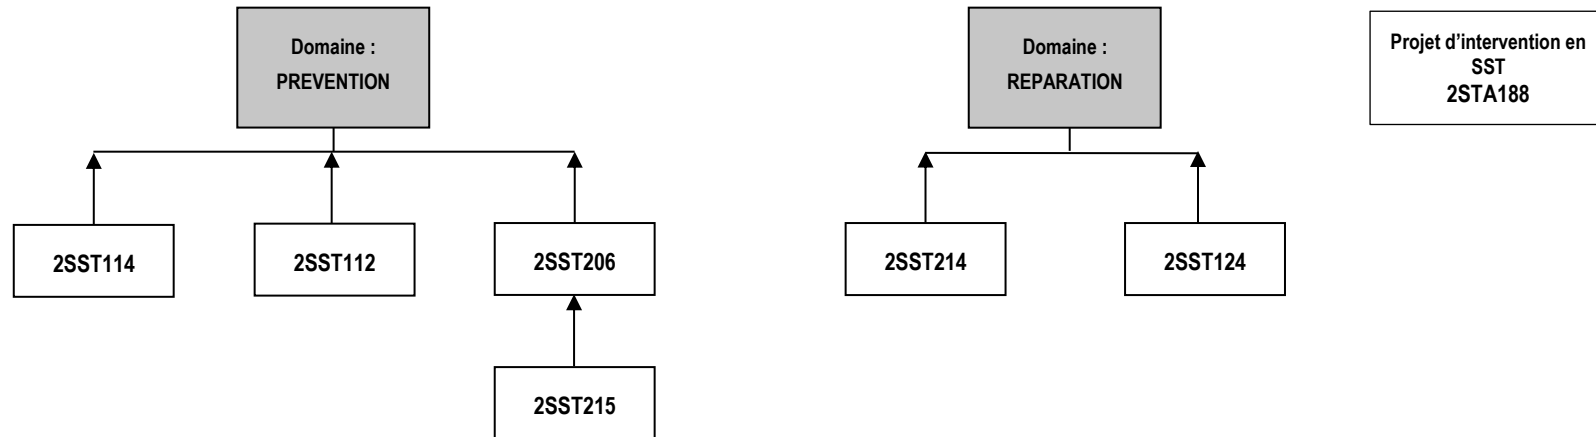 Domaine :
PREVENTION
Domaine :
REPARATION
Projet d'intervention en
SST
2STA188
2SST114
2SST112
2SST206
2SST214
2SST124
2SST215